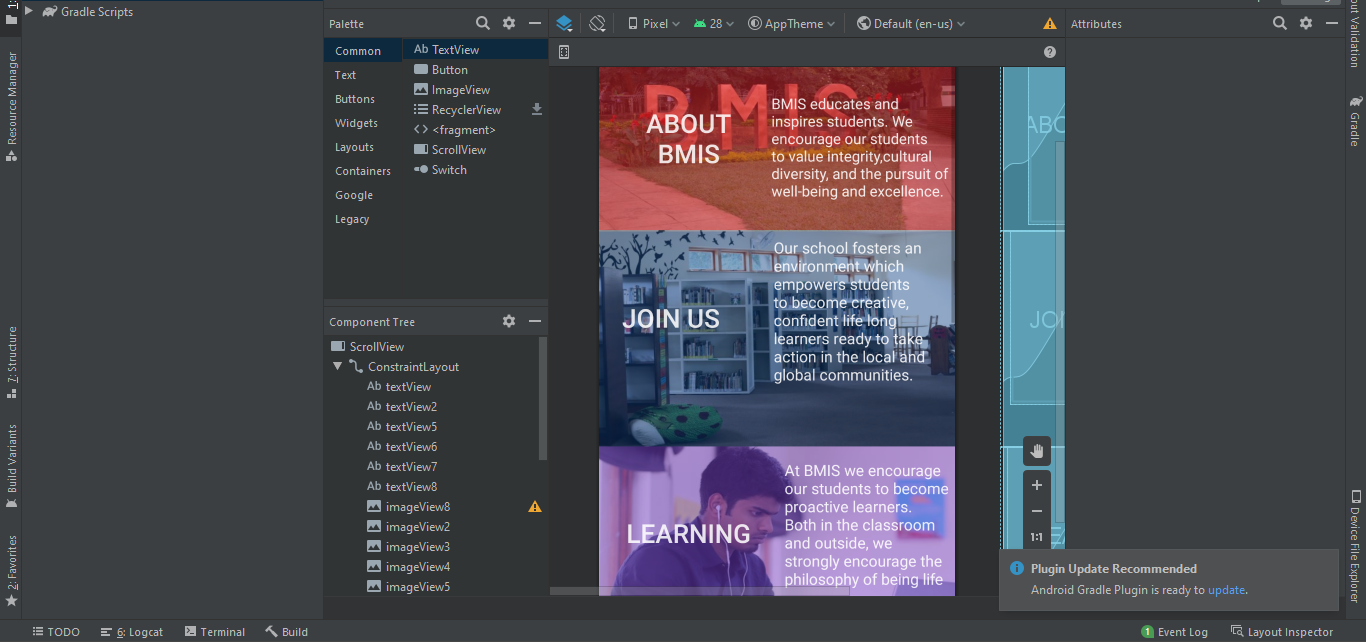 Gradle Scripts
Palette
Pixel
28
AppTheme
Default (en-us)
Attributes
Common
Text
Buttons
Widgets
Layouts
Containers
Google
Legacy
Ab TextView
Button
ImageView
RecyclerView
<fragment>
ScrollView
Switch
Component Tree
ScrollView
ConstraintLayout
Ab textView
Ab textView2
Ab textView5
Ab textView6
Ab textView7
Ab textView8
imageView8
imageView2
imageView3
imageView4
imageView5
BMIS
ABOUT
BMIS
BMIS educates and
inspires students. We
encourage our students
to value integrity,cultural
diversity, and the pursuit of
well-being and excellence.
JOIN US
Our school fosters an
environment which
empowers students
to become creative,
confident life long
learners ready to take
action in the local and
global communities.
LEARNING
At BMIS we encourage
our students to become
proactive learners.
Both in the classroom
and outside, we
strongly encourage the
philosophy of being life
ABO
JOI
1:1
Plugin Update Recommended
Android Gradle Plugin is ready to update.
Resource Manager
7: Structure
Build Variants
2: Favorites
Validation
Gradle
Device File Explorer
TODO
6: Logcat
Terminal
Build
1 Event Log
Layout Inspector